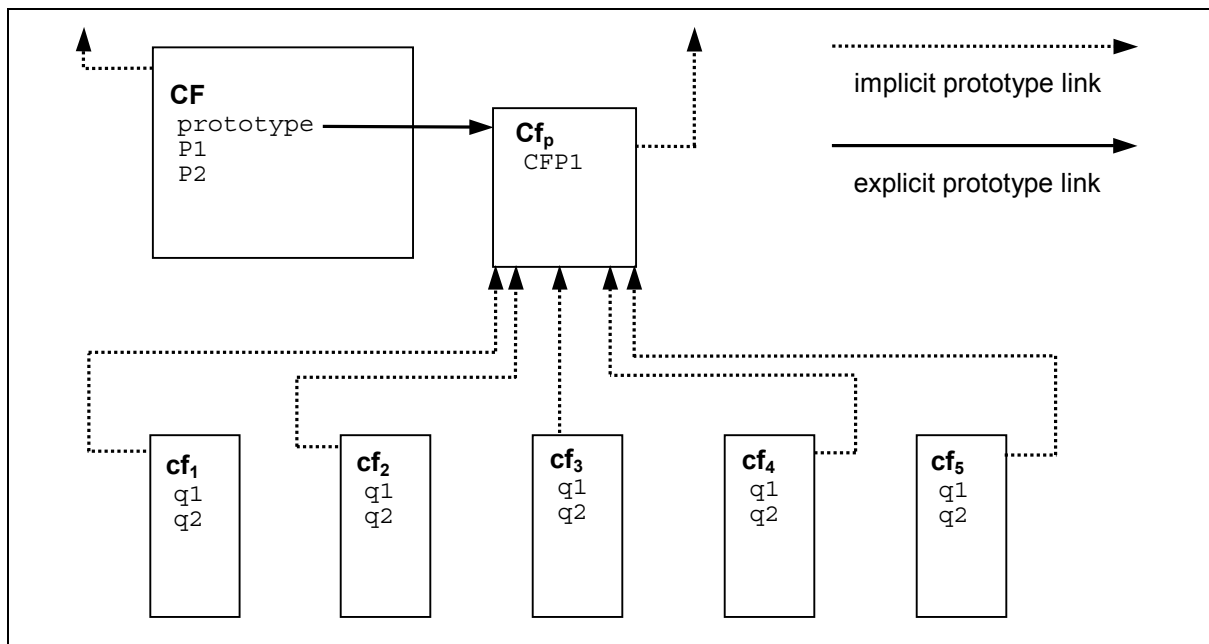 CF
prototype
P1
P2
Cfp
CFP1
implicit prototype link
explicit prototype link
cf1
q1
q2
cf2
q1
q2
cf3
q1
q2
cf4
q1
q2
cf5
q1
q2